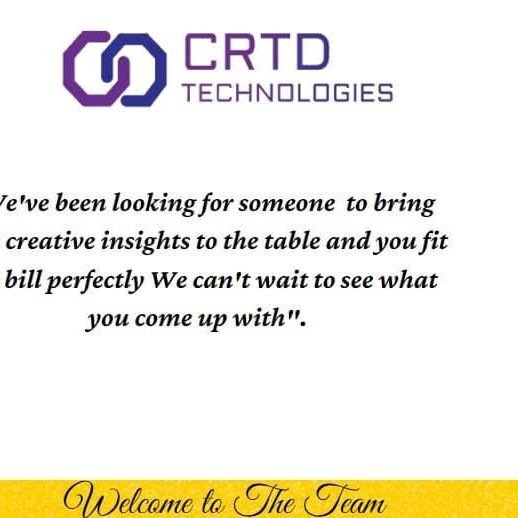 CRTD
TECHNOLOGIES
e've been looking for someone to bring
creative insights to the table and you fit
bill perfectly We can't wait to see what
you come up with".
Welcome to The Team